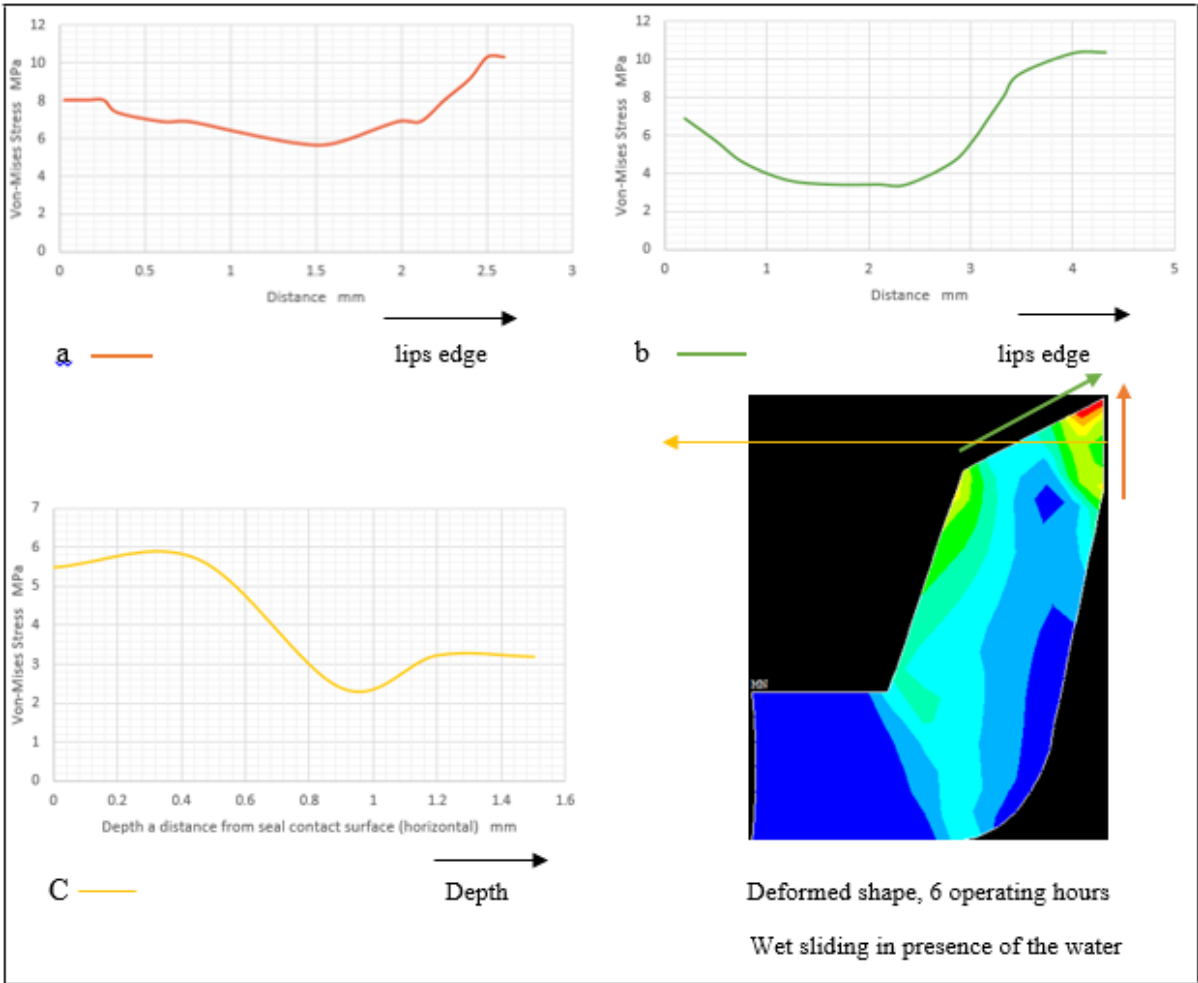 12
10
8
6
4
2
0
Von-Mises Stress MPa
0 0.5 1 1.5 2 2.5 3
Distance mm
a
lips edge
12
10
8
6
4
2
0
Von-Mises Stress MPa
0 1 2 3 4 5
Distance mm
b
lips edge
7
6
5
4
3
2
1
0
Von-Mises Stress MPa
0 0.2 0.4 0.6 0.8 1 1.2 1.4 1.6
Depth a distance from seal contact surface (horizontal) mm
C
Depth
MN
Deformed shape, 6 operating hours
Wet sliding in presence of the water